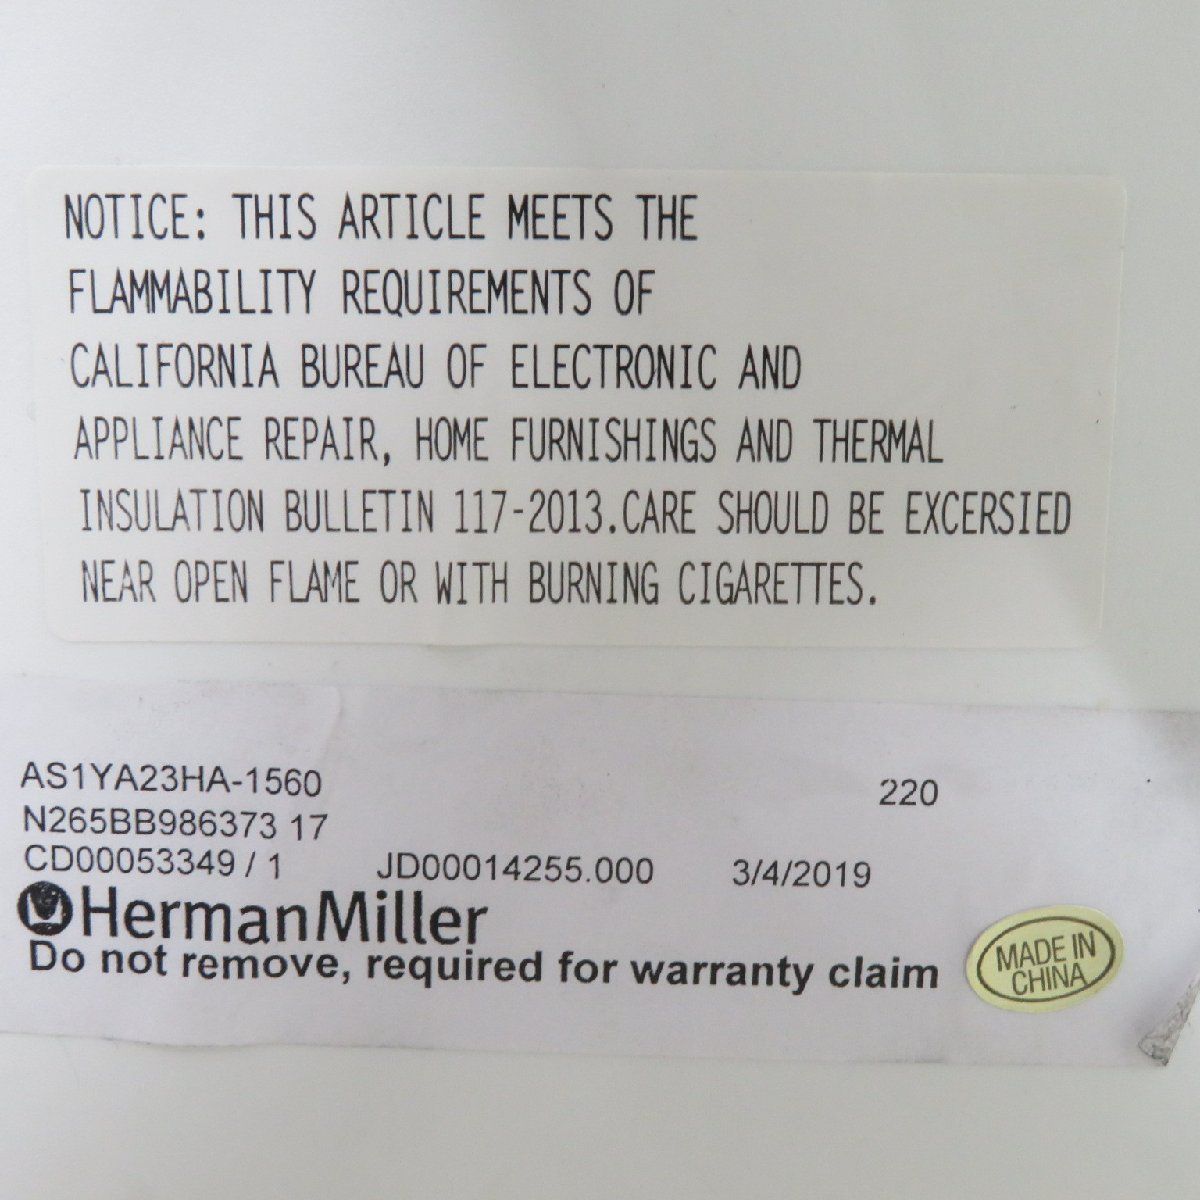 NOTICE: THIS ARTICLE MEETS THE
FLAMMABILITY REQUIREMENTS OF
CALIFORNIA BUREAU OF ELECTRONIC AND
APPLIANCE REPAIR, HOME FURNISHINGS AND THERMAL
INSULATION BULLETIN 117-2013.CARE SHOULD BE EXCERSIED
NEAR OPEN FLAME OR WITH BURNING CIGARETTES.
AS1YA23HA-1560 220
N265BB986373 17
CD00053349 / 1 JD00014255.000 3/4/2019
HermanMiller
Do not remove, required for warranty claim
MADE IN
CHINA